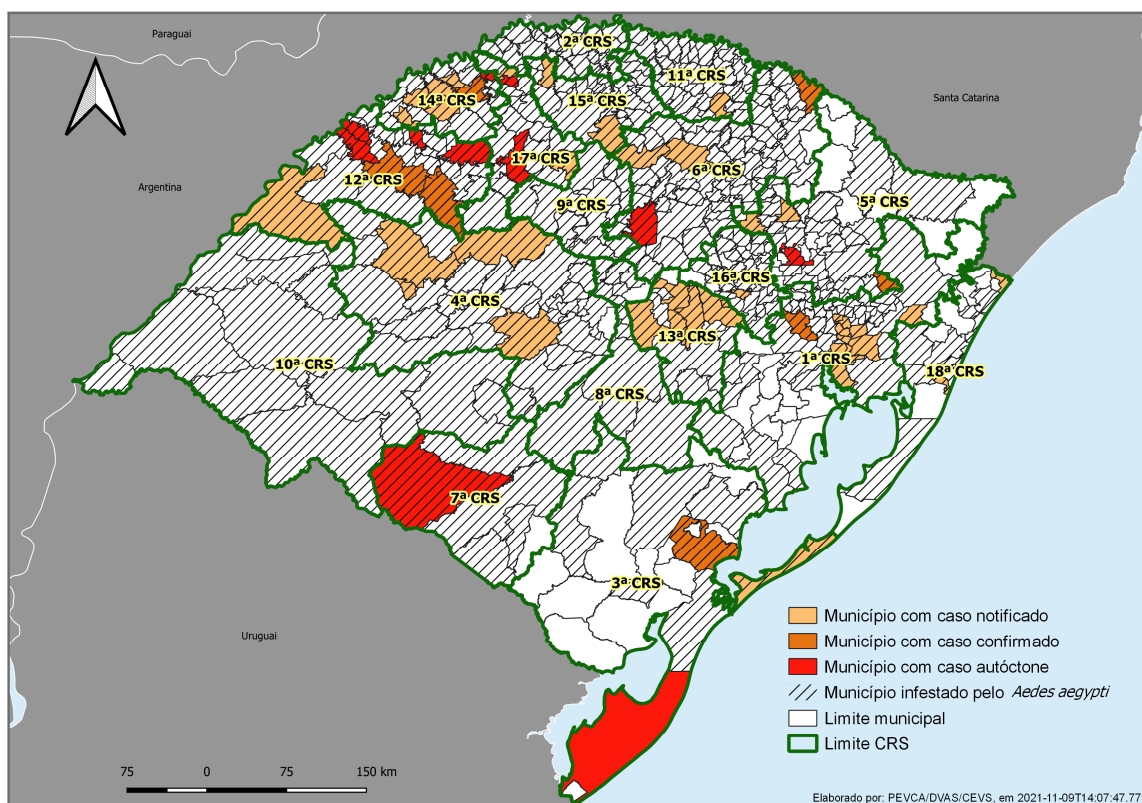 Paraguai
Santa Catarina
Argentina
Uruguai
2ª CRS
11ª CRS
14ª CRS
15ª CRS
17ª CRS
6ª CRS
12ª CRS
9ª CRS
5ª CRS
16ª CRS
4ª CRS
13ª CRS
1ª CRS
10ª CRS
18ª CRS
8ª CRS
7ª CRS
3ª CRS
Município com caso notificado
Município com caso confirmado
Município com caso autóctone
Município infestado pelo Aedes aegypti
Limite municipal
Limite CRS
75 0 75 150 km
Elaborado por: PEVCA/DVAS/CEVS, em 2021-11-09T14:07:47.77